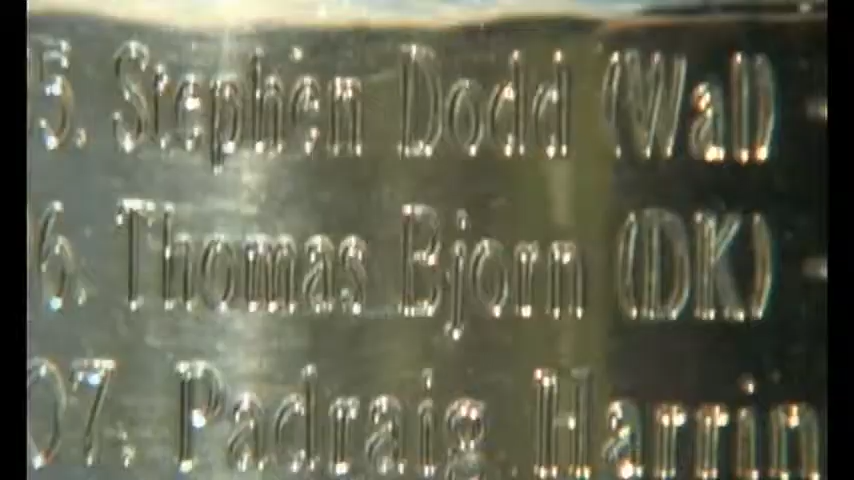 5. Stephen Dodd (Wal)
6. Thomas Bjorn (DK)
07. Padraig Harrin